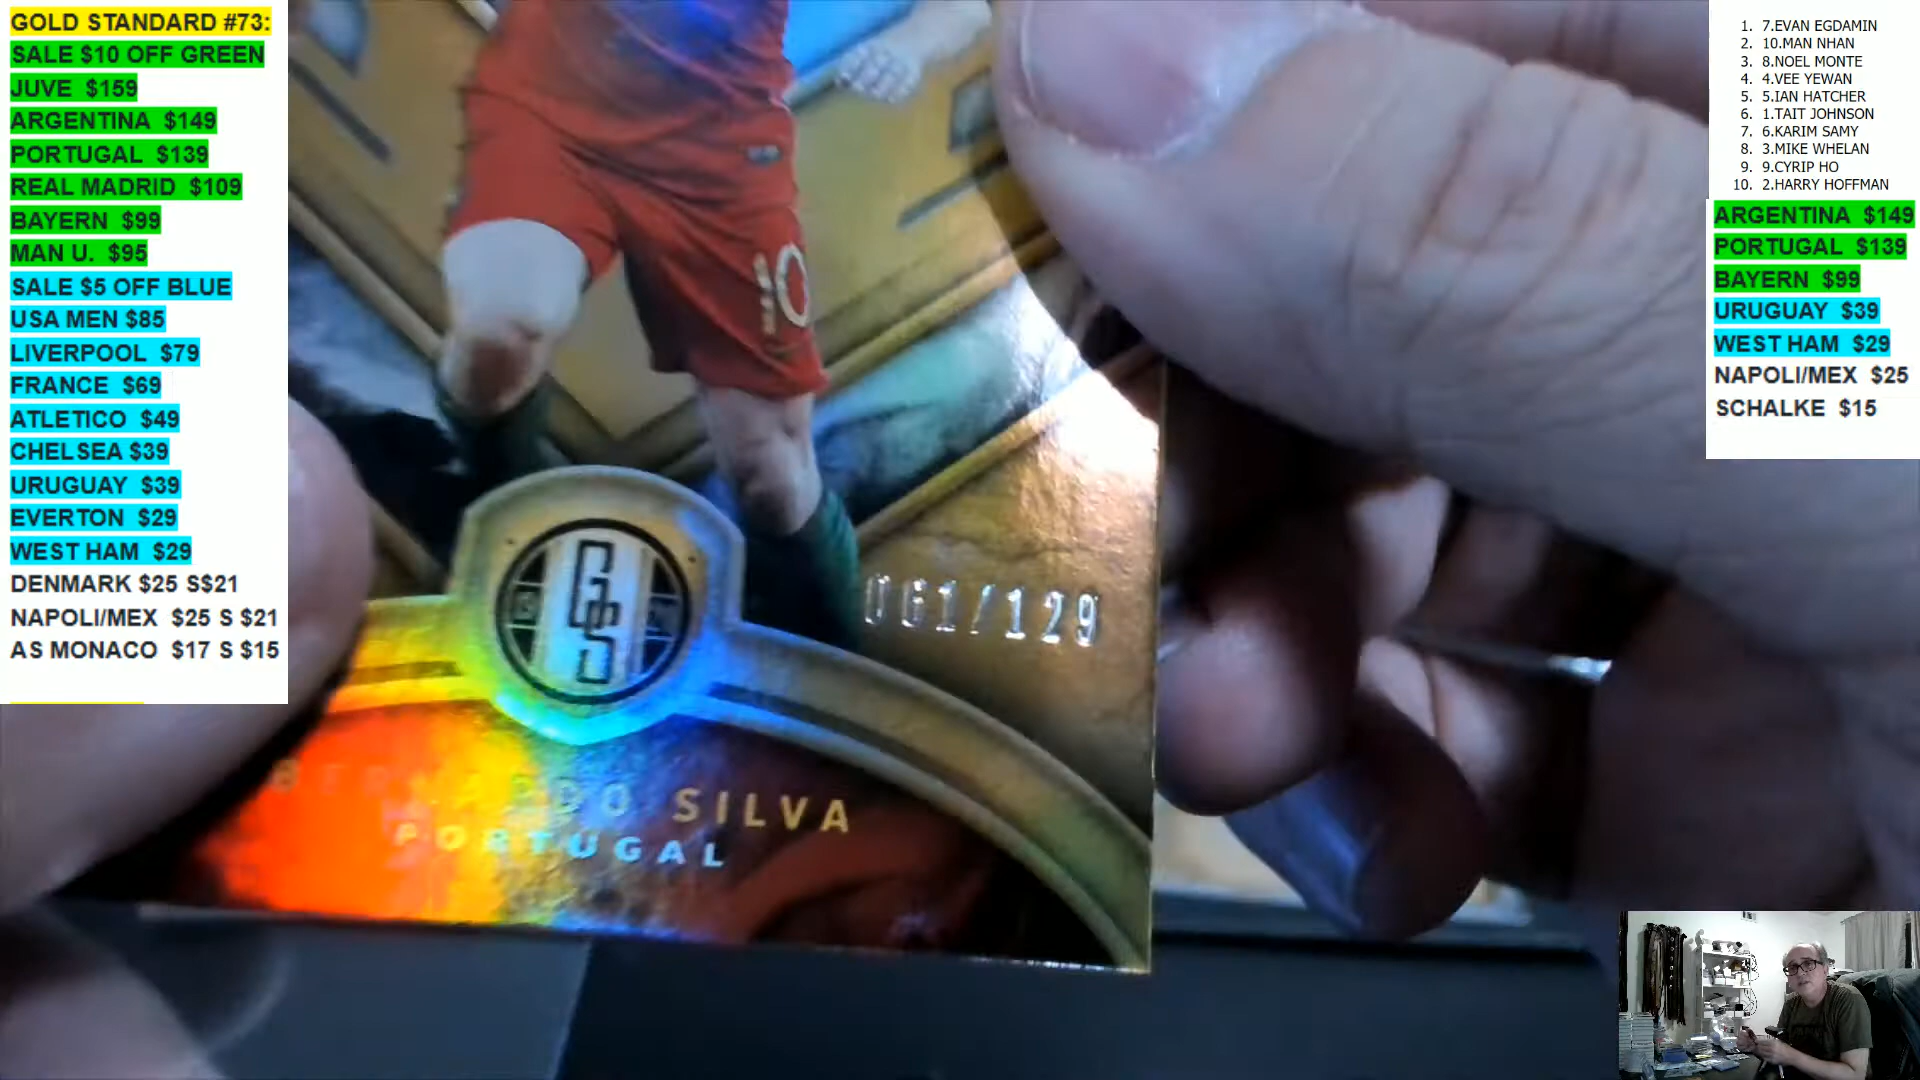 GOLD STANDARD #73:
SALE $10 OFF GREEN
JUVE $159
ARGENTINA $149
PORTUGAL $139
REAL MADRID $109
BAYERN $99
MAN U. $95
SALE $5 OFF BLUE
USA MEN $85
LIVERPOOL $79
FRANCE $69
ATLETICO $49
CHELSEA $39
URUGUAY $39
EVERTON $29
WEST HAM $29
DENMARK $25 S$21
NAPOLI/MEX $25 S $21
AS MONACO $17 S $15
10
GS
061/129
BERNARDO SILVA
PORTUGAL
1. 7.EVAN EGDAMIN
2. 10.MAN NHAN
3. 8.NOEL MONTE
4. 4.VEE YEWAN
5. 5.IAN HATCHER
6. 1.TAIT JOHNSON
7. 6.KARIM SAMY
8. 3.MIKE WHELAN
9. 9.CYRIP HO
10. 2.HARRY HOFFMAN
ARGENTINA $149
PORTUGAL $139
BAYERN $99
URUGUAY $39
WEST HAM $29
NAPOLI/MEX $25
SCHALKE $15